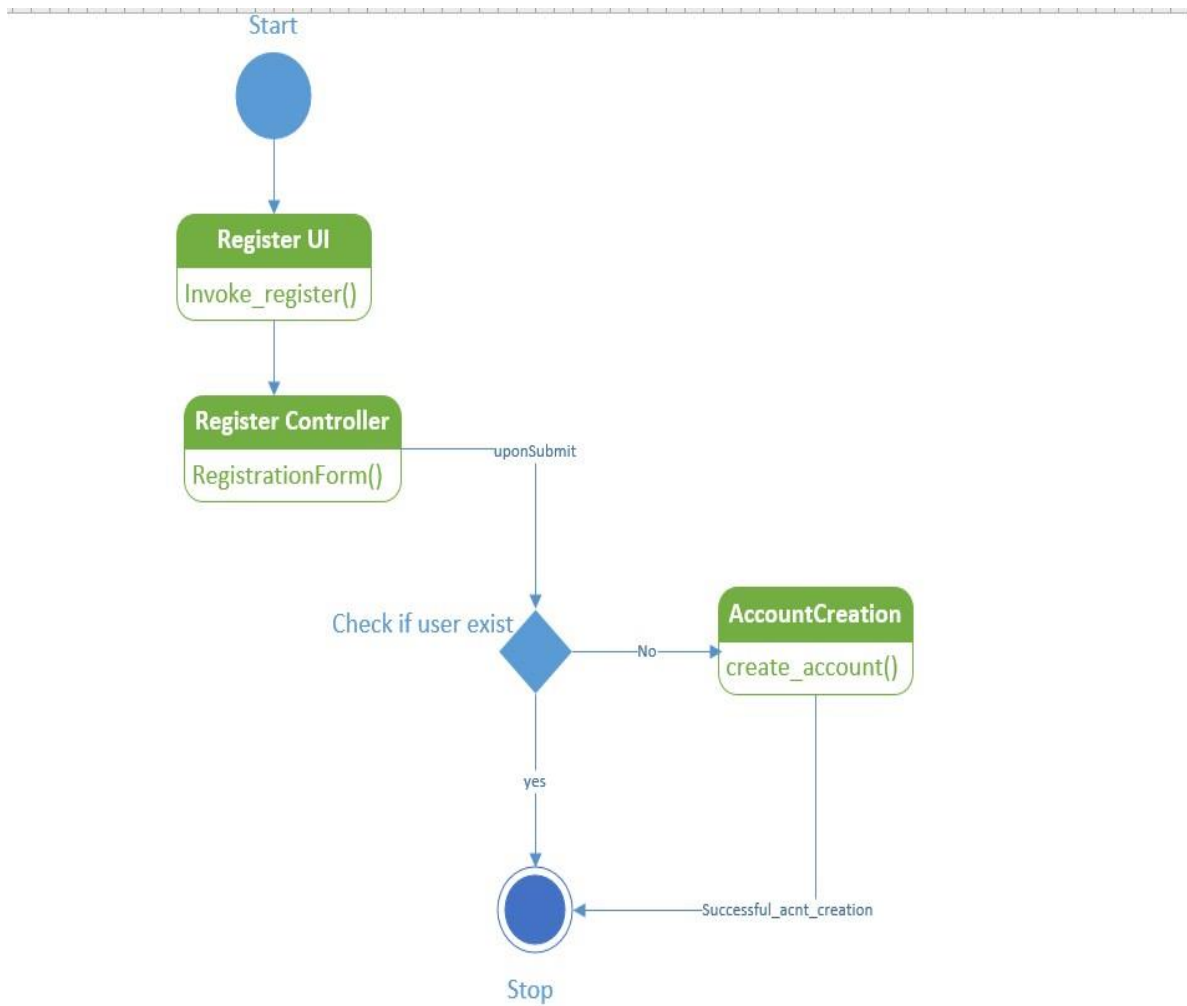 Start
Register UI
Invoke_register()
Register Controller
RegistrationForm()
uponSubmit
Check if user exist
No
AccountCreation
create_account()
yes
Successful_acnt_creation
Stop